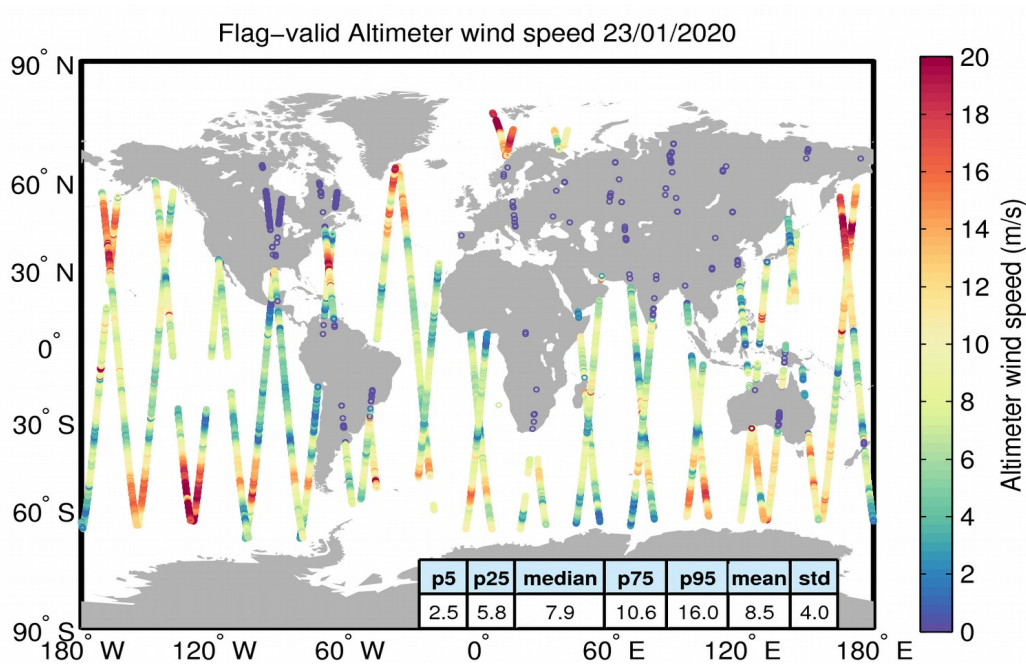 Flag−valid Altimeter wind speed 23/01/2020
90° N
60° N
30° N
0°
30° S
60° S
90° S
180° W
120° W
60° W
0°
60° E
120° E
180° E
p5 p25 median p75 p95 mean std
2.5 5.8 7.9 10.6 16.0 8.5 4.0
20
18
16
14
12
10
8
6
4
2
0
Altimeter wind speed (m/s)